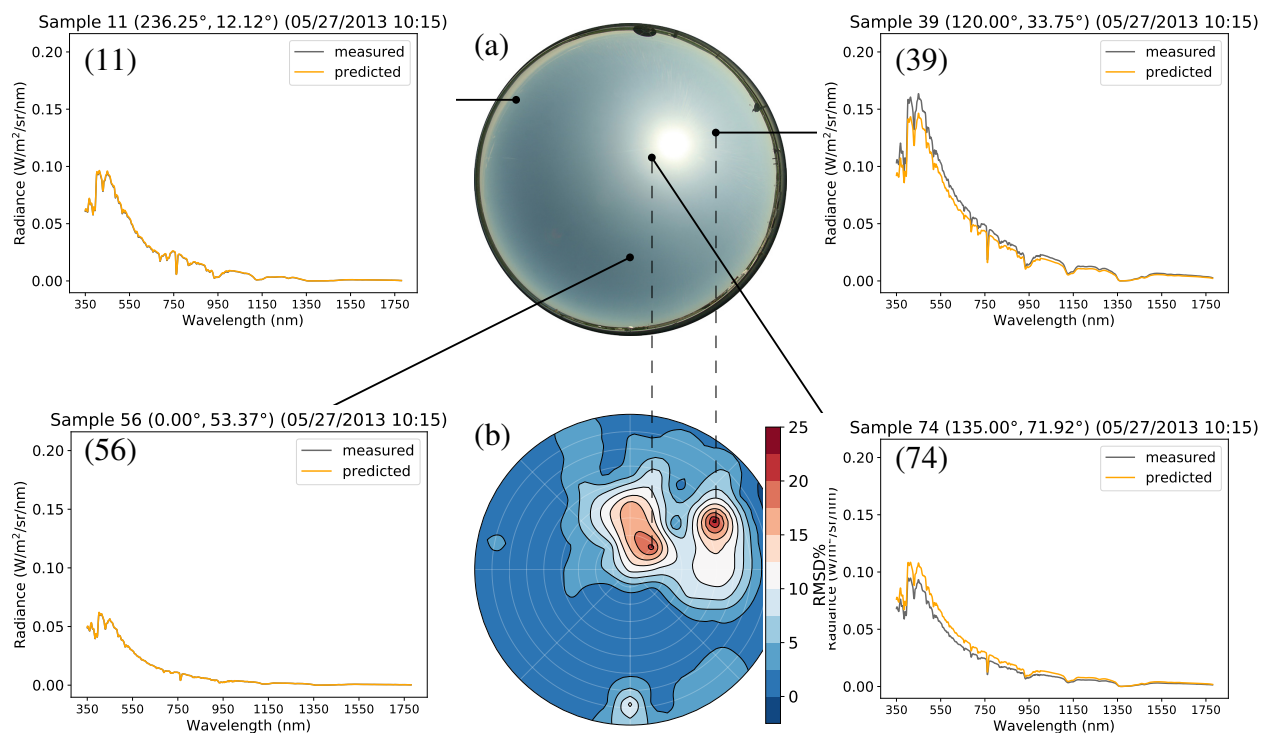 Sample 11 (236.25°, 12.12°) (05/27/2013 10:15)
(11)
measured
predicted
0.20
0.15
0.10
0.05
0.00
Radiance (W/m²/sr/nm)
350 550 750 950 1150 1350 1550 1750
Wavelength (nm)
(a)
Sample 39 (120.00°, 33.75°) (05/27/2013 10:15)
(39)
measured
predicted
0.20
0.15
0.10
0.05
0.00
Radiance (W/m²/sr/nm)
350 550 750 950 1150 1350 1550 1750
Wavelength (nm)
Sample 56 (0.00°, 53.37°) (05/27/2013 10:15)
(56)
measured
predicted
0.20
0.15
0.10
0.05
0.00
Radiance (W/m²/sr/nm)
350 550 750 950 1150 1350 1550 1750
Wavelength (nm)
(b)
25
20
15
10
5
0
RMSD%
Sample 74 (135.00°, 71.92°) (05/27/2013 10:15)
(74)
measured
predicted
0.20
0.15
0.10
0.05
0.00
Radiance (W/m²/sr/nm)
350 550 750 950 1150 1350 1550 1750
Wavelength (nm)